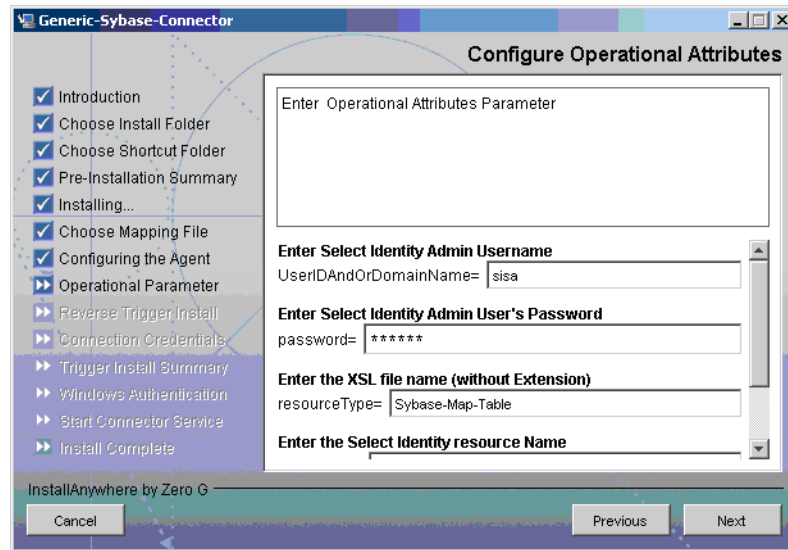 Generic-Sybase-Connector
Configure Operational Attributes
Introduction
Choose Install Folder
Choose Shortcut Folder
Pre-Installation Summary
Installing...
Choose Mapping File
Configuring the Agent
Operational Parameter
Reverse Trigger Install
Connection Credentials
Trigger Install Summary
Windows Authentication
Start Connector Service
Install Complete
Enter Operational Attributes Parameter
Enter Select Identity Admin Username
UserIDAndOrDomainName= sisa
Enter Select Identity Admin User's Password
password= ******
Enter the XSL file name (without Extension)
resourceType= Sybase-Map-Table
Enter the Select Identity resource Name
InstallAnywhere by Zero G
Cancel
Previous
Next